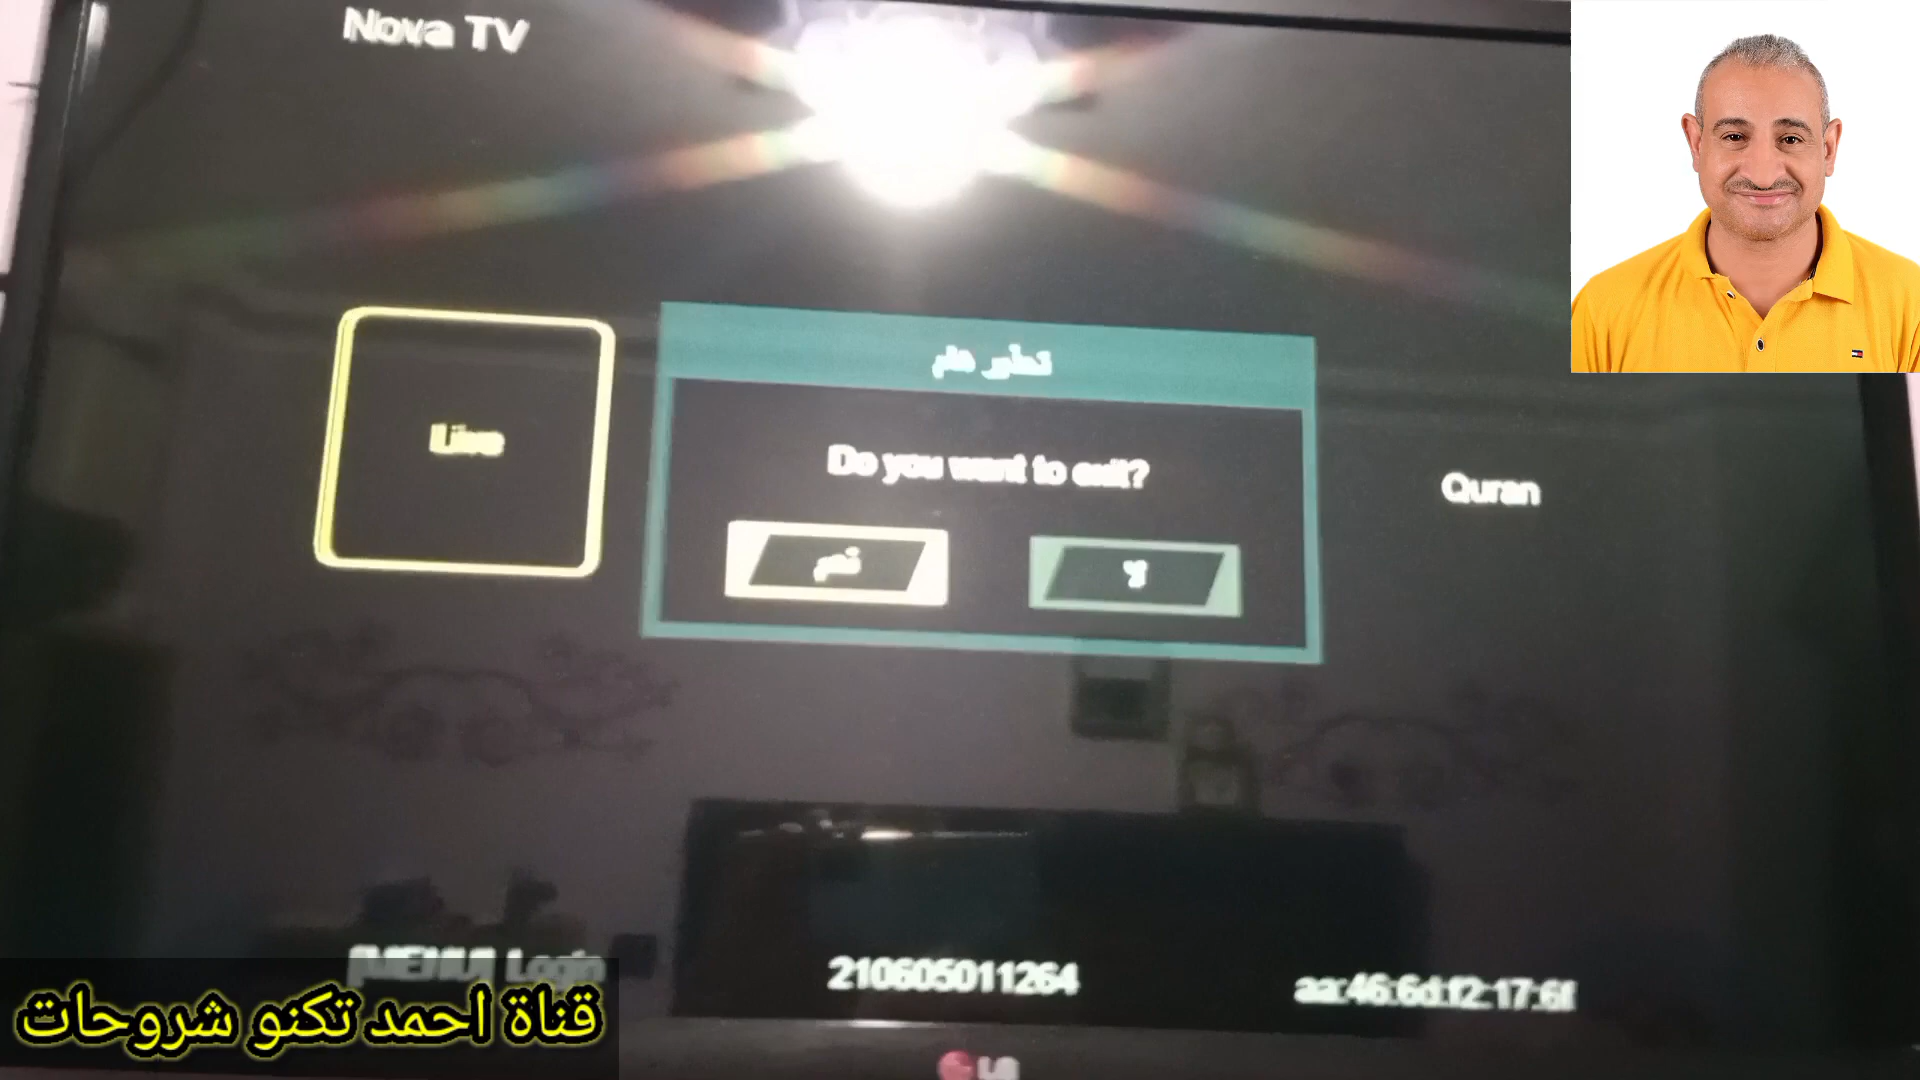 Nova TV
Live
تحذير هام
Do you want to exit?
نعم
لا
Quran
[MENU] Login
210605011264
aa:46:6d:f2:17:6f
قناة احمد تكنو شروحات
LG